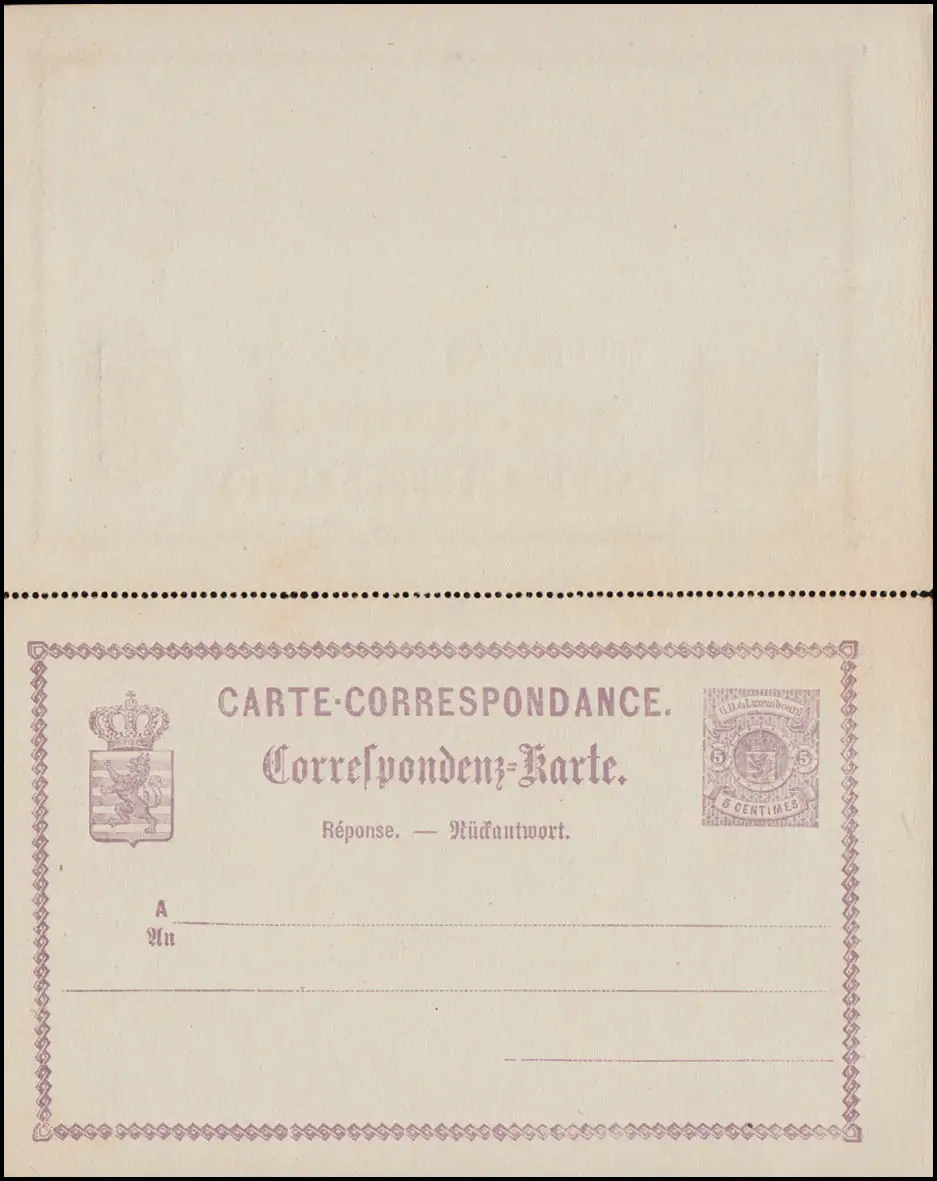 CARTE-CORRESPONDANCE.
Correſpondenz=Karte.
Réponse. — Rückantwort.
G.D. de Luxembourg
5 5
5 CENTIMES
A
An